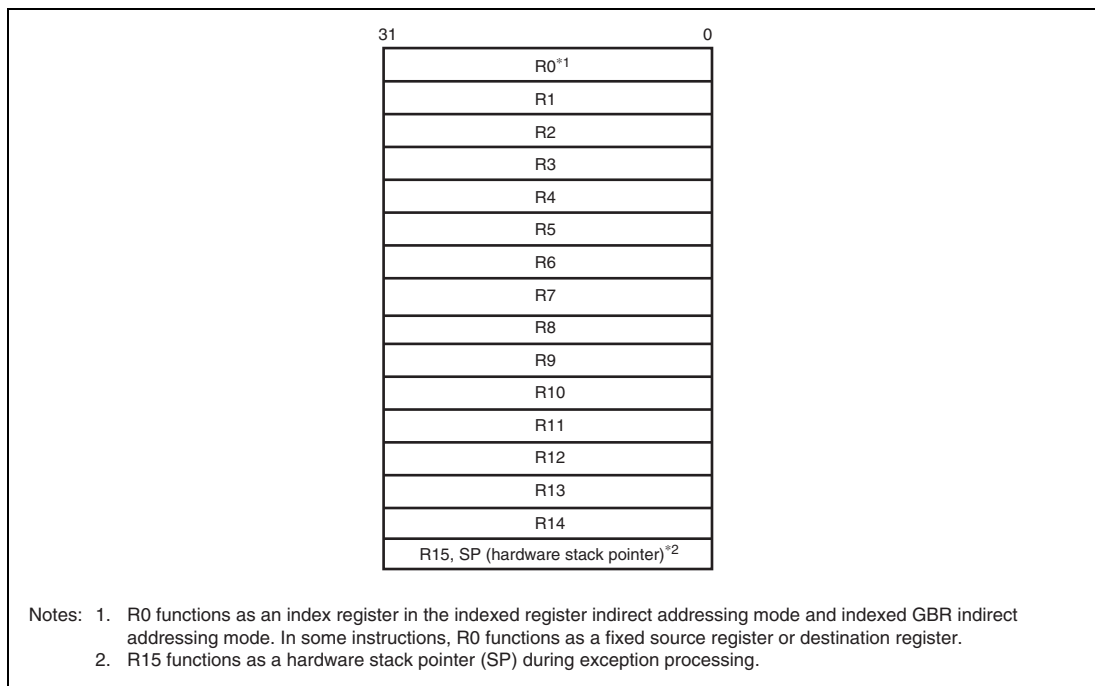 31 0
R0*1
R1
R2
R3
R4
R5
R6
R7
R8
R9
R10
R11
R12
R13
R14
R15, SP (hardware stack pointer)*2
Notes: 1. R0 functions as an index register in the indexed register indirect addressing mode and indexed GBR indirect
addressing mode. In some instructions, R0 functions as a fixed source register or destination register.
2. R15 functions as a hardware stack pointer (SP) during exception processing.